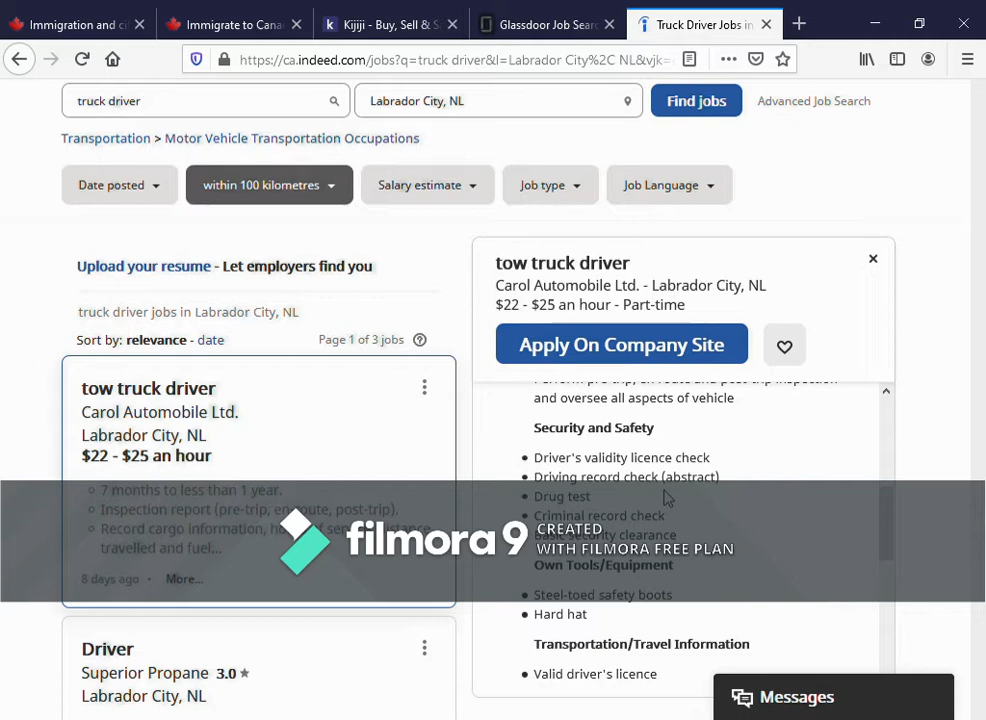 Immigration and ci
Immigrate to Cana
Kijiji - Buy, Sell & S
Glassdoor Job Sear
Truck Driver Jobs in
https://ca.indeed.com/jobs?q=truck driver&l=Labrador City%2C NL&vjk=
truck driver
Labrador City, NL
Find jobs
Advanced Job Search
Transportation > Motor Vehicle Transportation Occupations
Date posted
within 100 kilometres
Salary estimate
Job type
Job Language
Upload your resume - Let employers find you
truck driver jobs in Labrador City, NL
Sort by: relevance - date
Page 1 of 3 jobs
tow truck driver
Carol Automobile Ltd.
Labrador City, NL
$22 - $25 an hour
7 months to less than 1 year.
Inspection report (pre-trip, en-route, post-trip).
Record cargo information, ho
travelled and fuel...
8 days ago · More...
Driver
Superior Propane 3.0
Labrador City, NL
tow truck driver
Carol Automobile Ltd. - Labrador City, NL
$22 - $25 an hour - Part-time
Apply On Company Site
Perform pre-trip, en route and post-trip inspection
and oversee all aspects of vehicle
Security and Safety
Driver's validity licence check
Driving record check (abstract)
Drug test
Criminal record check
Basic security clearance
Own Tools/Equipment
Steel-toed safety boots
Hard hat
Transportation/Travel Information
Valid driver's licence
Messages
filmora 9
CREATED
WITH FILMORA FREE PLAN